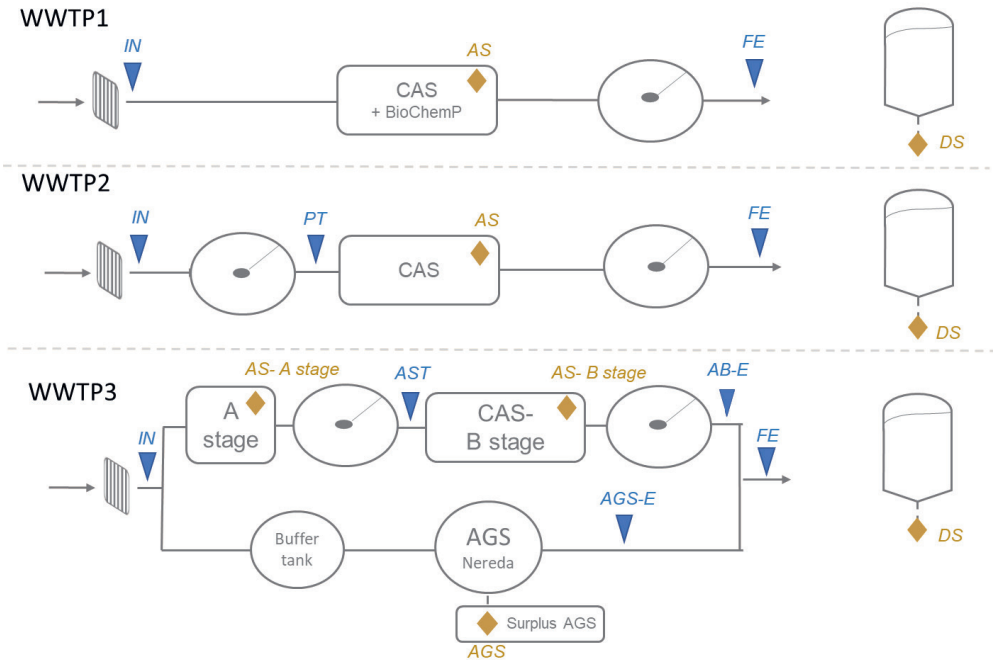 WWTP1
IN
AS
FE
CAS
+ BioChemP
DS
WWTP2
IN
PT
AS
FE
CAS
DS
WWTP3
AS- A stage
AST
AS- B stage
AB-E
IN
A
stage
CAS-
B stage
FE
DS
AGS-E
Buffer
tank
AGS
Nereda
Surplus AGS
AGS